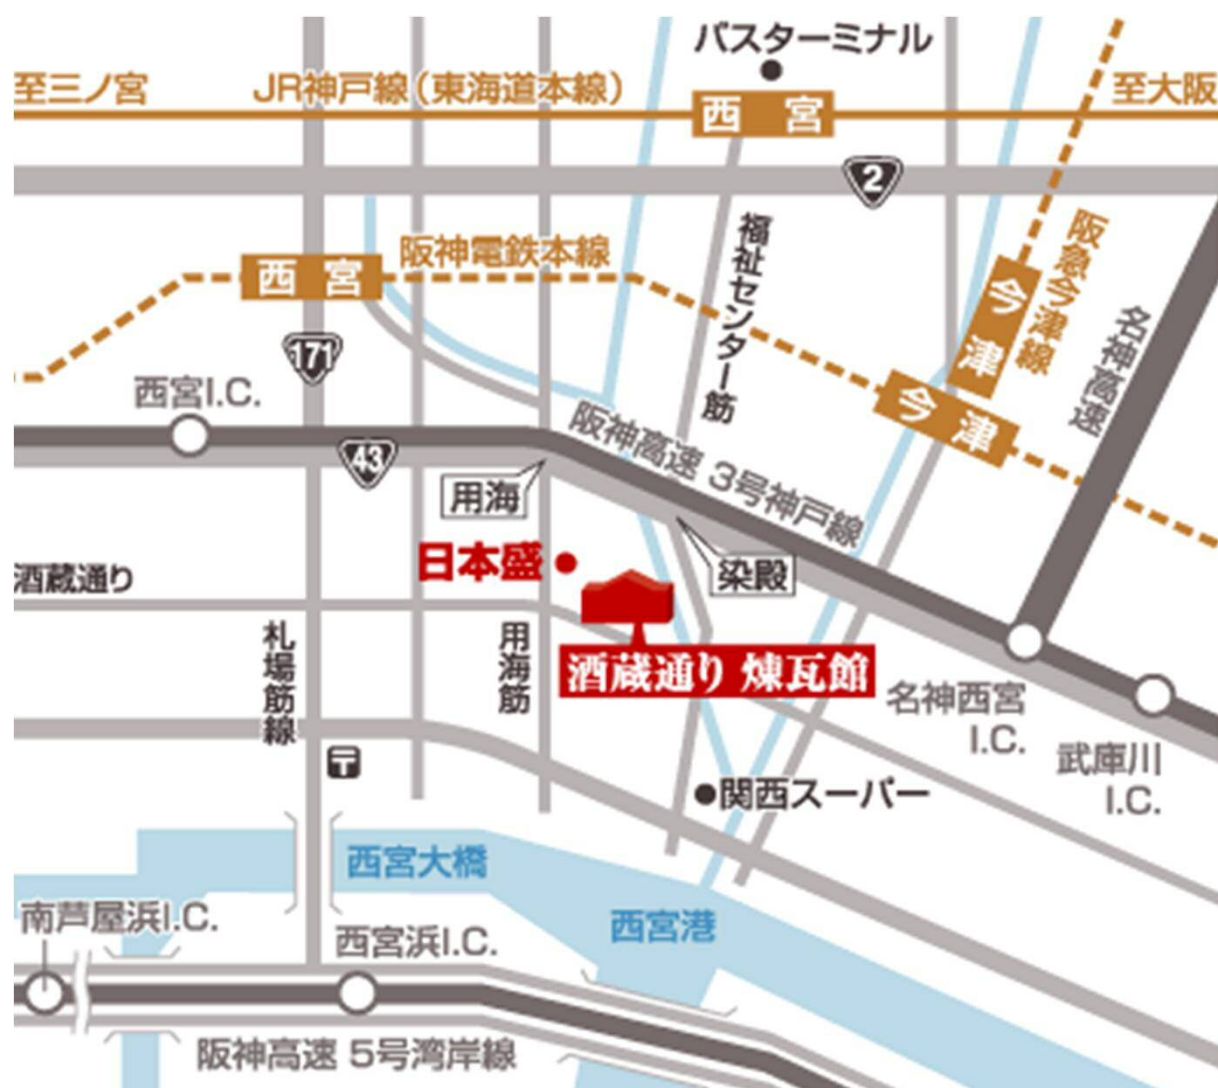 バスターミナル
至三ノ宮
JR神戸線（東海道本線）
西宮
至大阪
2
福祉センター筋
阪急今津線
阪神電鉄本線
西宮
今津
名神高速
171
西宮I.C.
今津
43
阪神高速 3号神戸線
用海
日本盛
染殿
酒蔵通り
札場筋線
用海筋
酒蔵通り 煉瓦館
名神西宮
I.C.
武庫川
I.C.
〒
関西スーパー
西宮大橋
南芦屋浜I.C.
西宮港
西宮浜I.C.
阪神高速 5号湾岸線